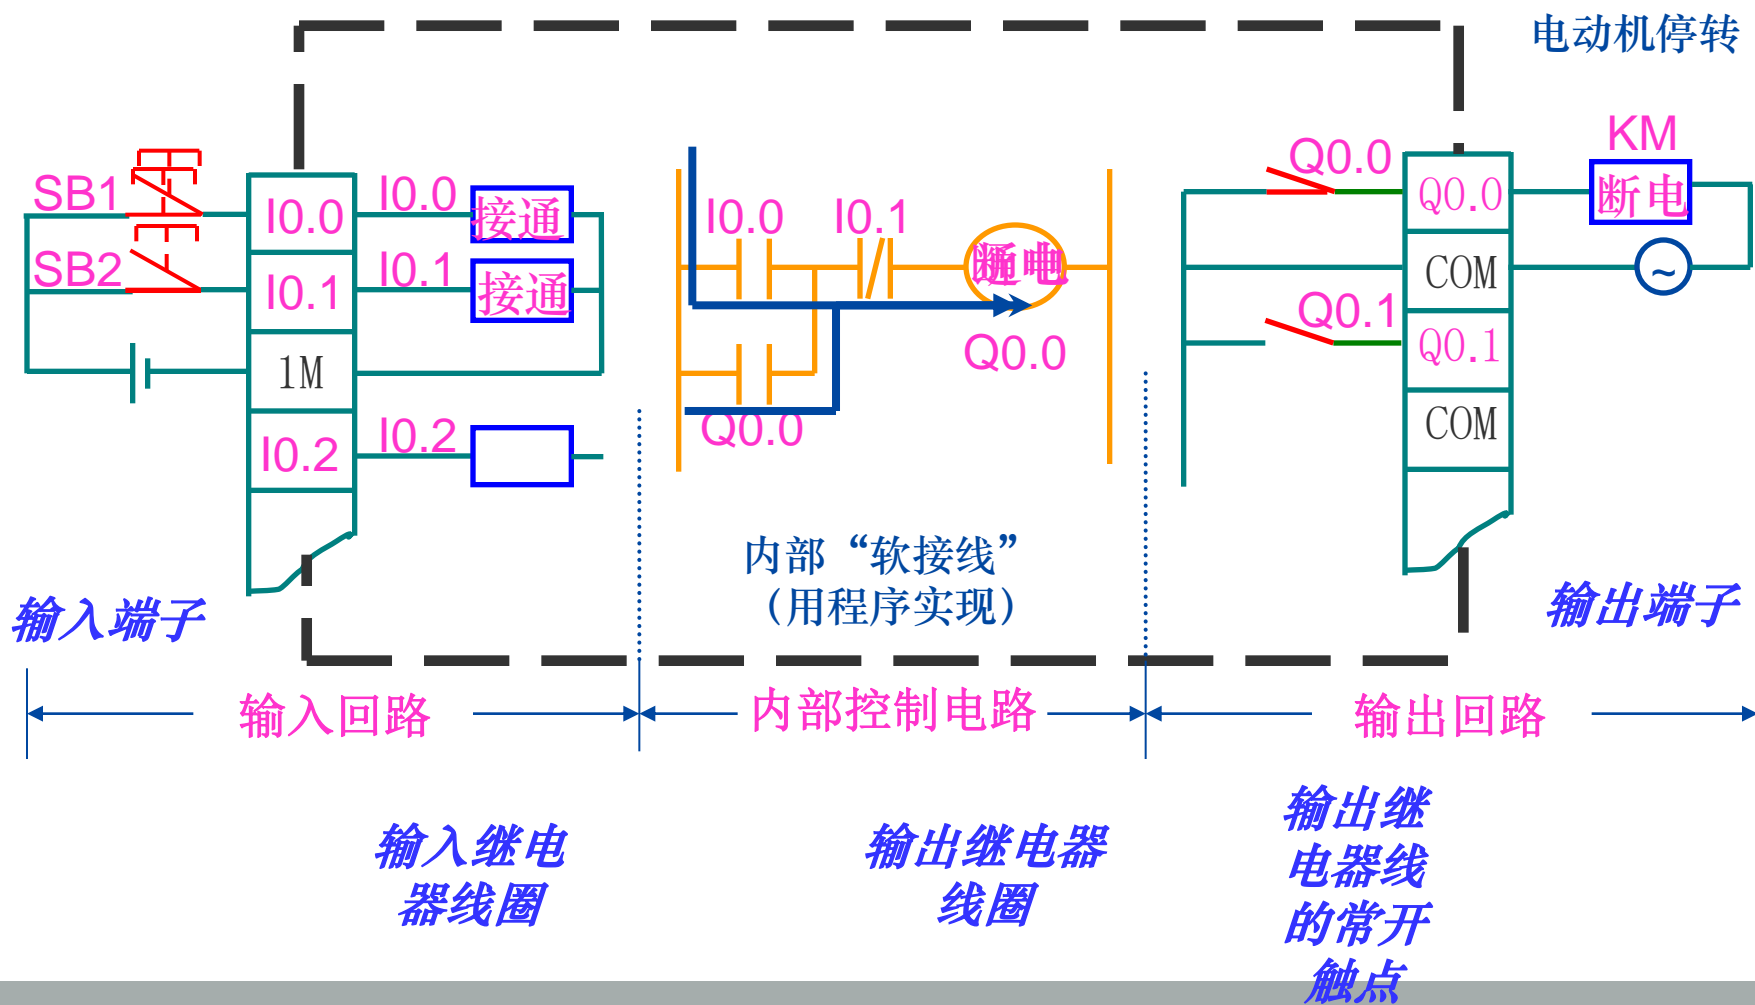 电动机停转
KM
SB1
I0.0
I0.0
接通
I0.0
I0.1
Q0.0
Q0.0
断电
SB2
I0.1
I0.1
接通
COM
~
1M
Q0.0
Q0.1
Q0.1
I0.2
I0.2
Q0.0
COM
内部“软接线”
（用程序实现）
输入端子
输出端子
输入回路
内部控制电路
输出回路
输入继电
器线圈
输出继电器
线圈
输出继
电器线
的常开
触点